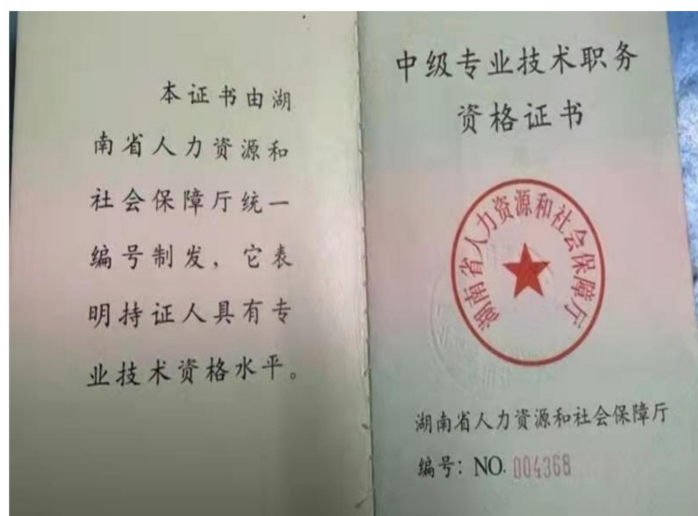 本证书由湖
南省人力资源和
社会保障厅统一
编号制发，它表
明持证人具有专
业技术资格水平。
中级专业技术职务
资格证书
湖南省人力资源和社会保障厅
湖南省人力资源和社会保障厅
编号：NO. 004368